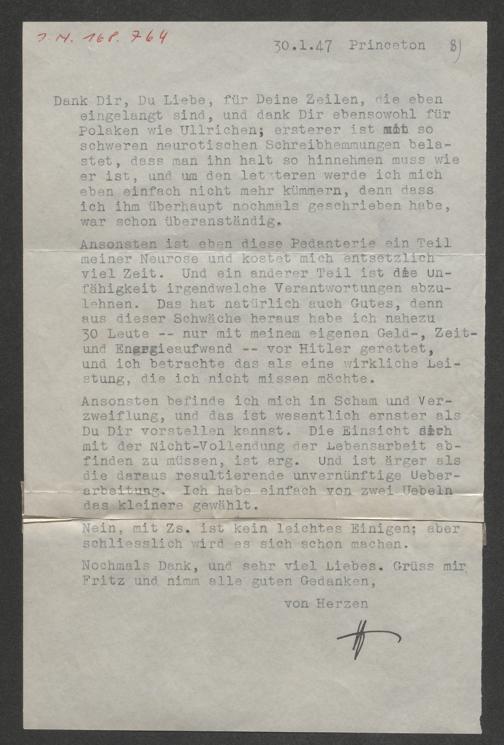 J.N. 168.764
30.1.47 Princeton 8)
Dank Dir, Du Liebe, für Deine Zeilen, die eben
eingelangt sind, und dank Dir ebensowohl für
Polaken wie Ullrichen; ersterer ist mit so
schweren neurotischen Schreibhemmungen bela-
stet, dass man ihn halt so hinnehmen muss wie
er ist, und um den letzteren werde ich mich
eben einfach nicht mehr kümmern, denn dass
ich ihm überhaupt nochmals geschrieben habe,
war schon überanständig.
Ansonsten ist eben diese Pedanterie ein Teil
meiner Neurose und kostet mich entsetzlich
viel Zeit. Und ein anderer Teil ist die Un-
fähigkeit irgendwelche Verantwortungen abzu-
lehnen. Das hat natürlich auch Gutes, denn
aus dieser Schwäche heraus habe ich nahezu
30 Leute -- nur mit meinem eigenen Geld-, Zeit-
und Energieaufwand -- vor Hitler gerettet,
und ich betrachte das als eine wirkliche Lei-
stung, die ich nicht missen möchte.
Ansonsten befinde ich mich in Scham und Ver-
zweiflung, und das ist wesentlich ernster als
Du Dir vorstellen kannst. Die Einsicht sich
mit der Nicht-Vollendung der Lebensarbeit ab-
finden zu müssen, ist arg. Und ist ärger als
die daraus resultierende unvernünftige Ueber-
arbeitung. Ich habe einfach von zwei Uebeln
das kleinere gewählt.
Nein, mit Zs. ist kein leichtes Einigen; aber
schliesslich wird es sich schon machen.
Nochmals Dank, und sehr viel Liebes. Grüss mir
Fritz und nimm alle guten Gedanken,
von Herzen